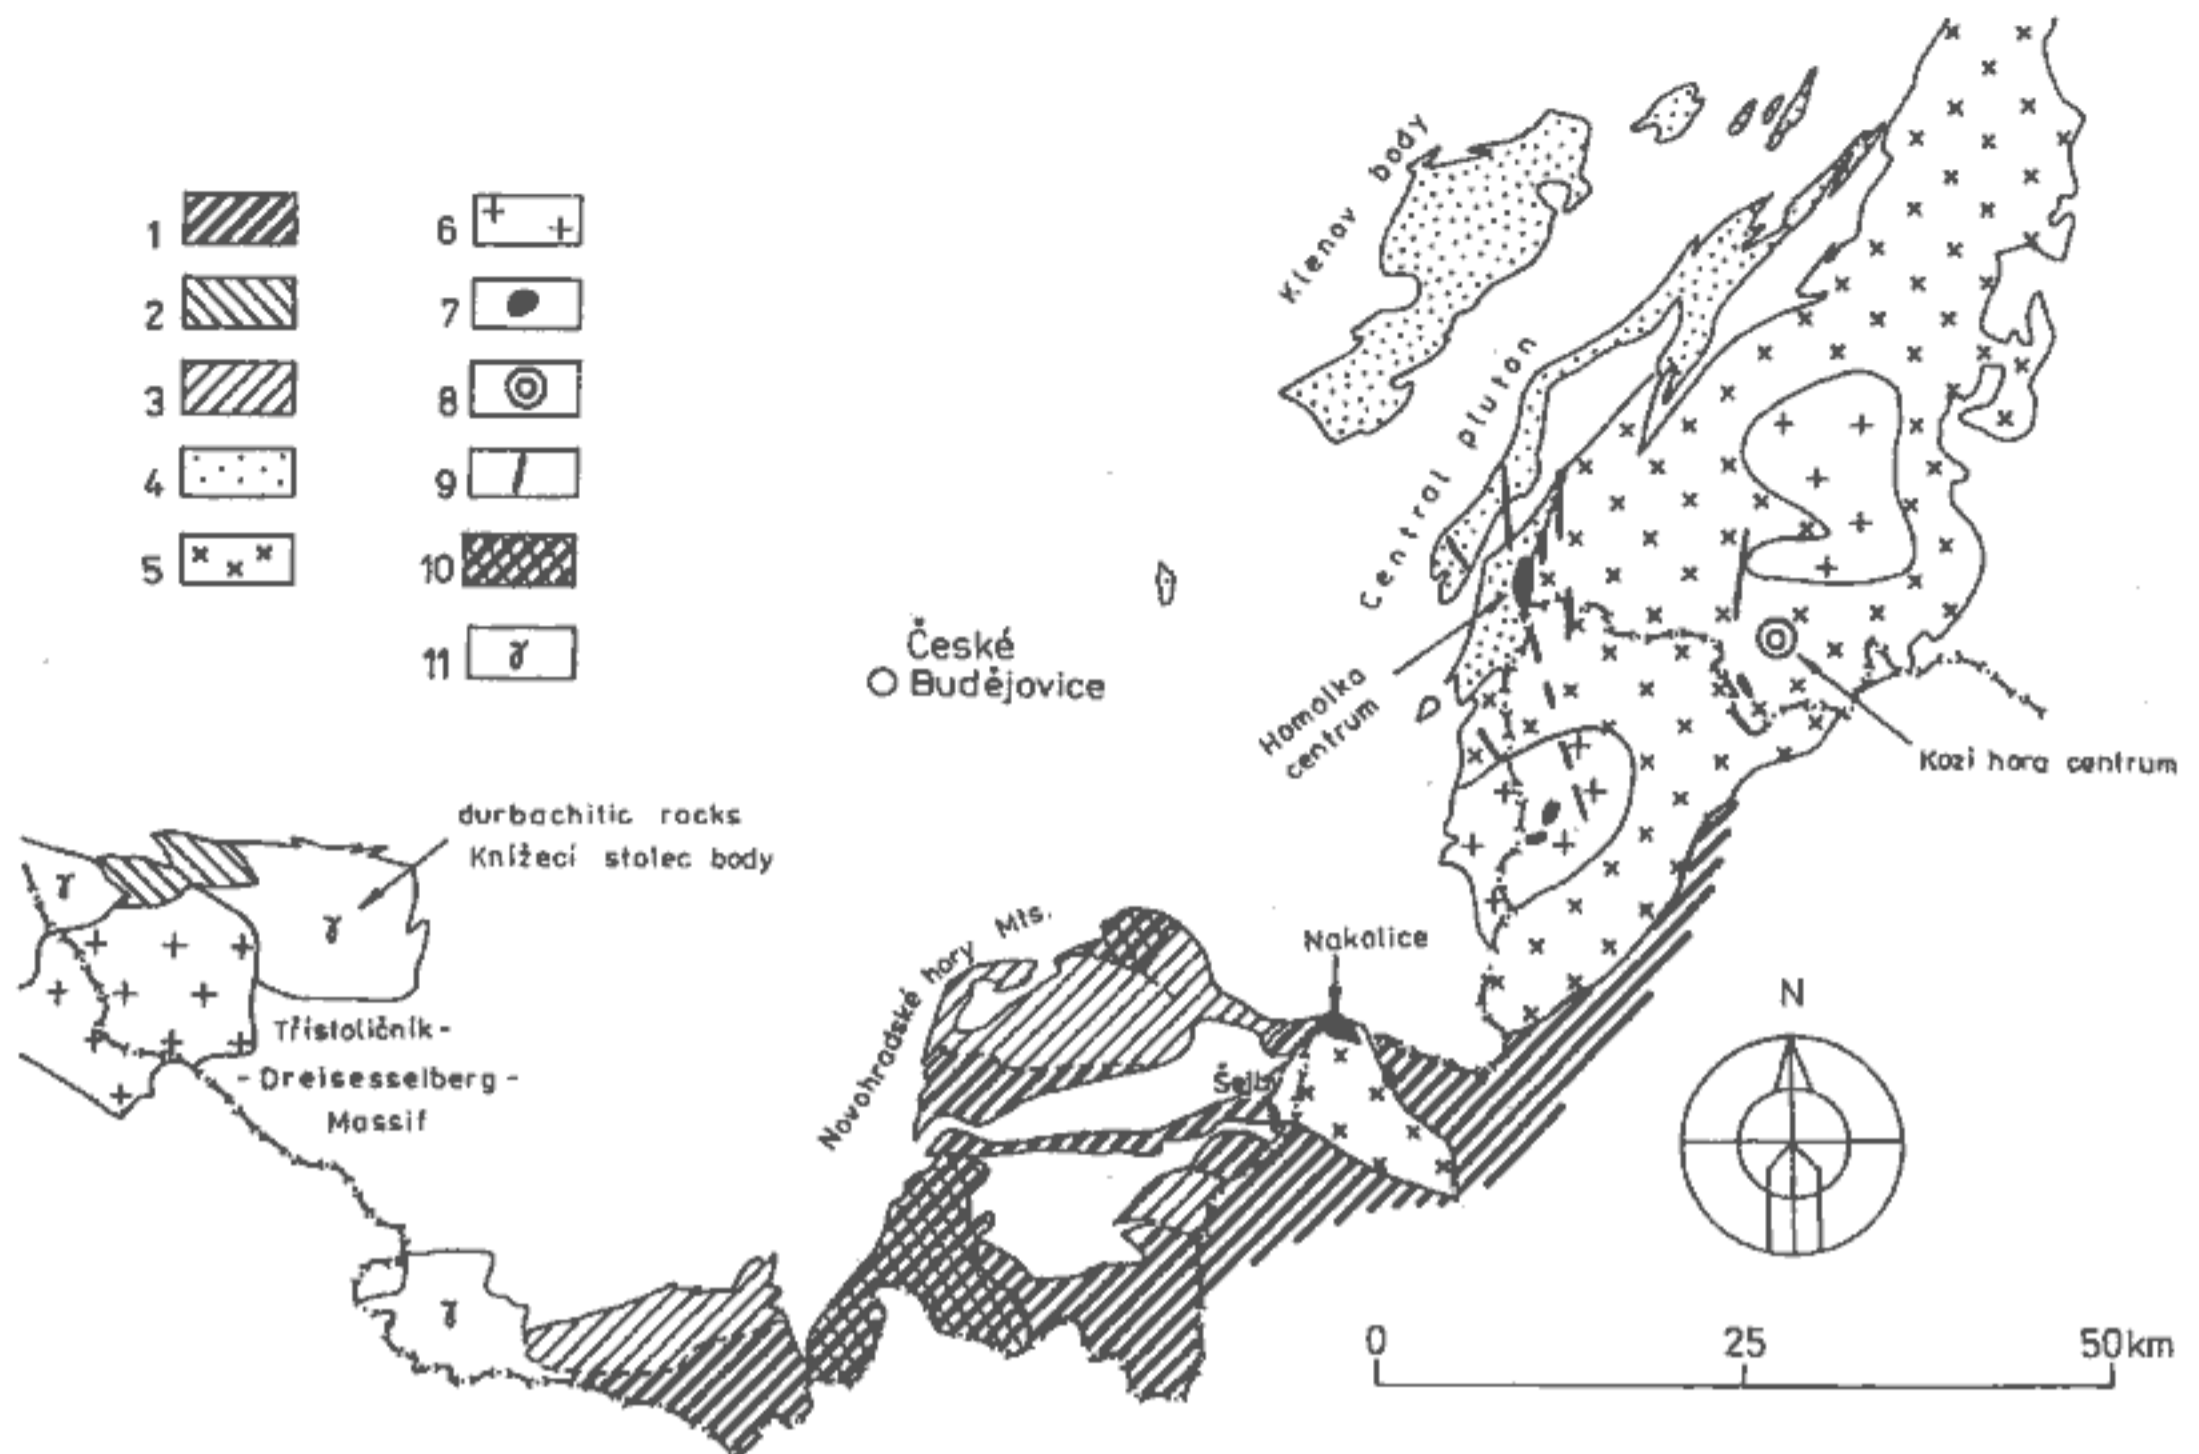 1
2
3
4
5
6
7
8
9
10
11
γ
Klenov body
Central pluton
České
Budějovice
Homolka
centrum
Kozi hora centrum
durbachitic rocks
Knížecí stolec body
γ
γ
Třístoličník-
-Dreisesselberg-
Massif
Novohradské hory Mts.
Nakolice
Šejby
γ
N
0 25 50km